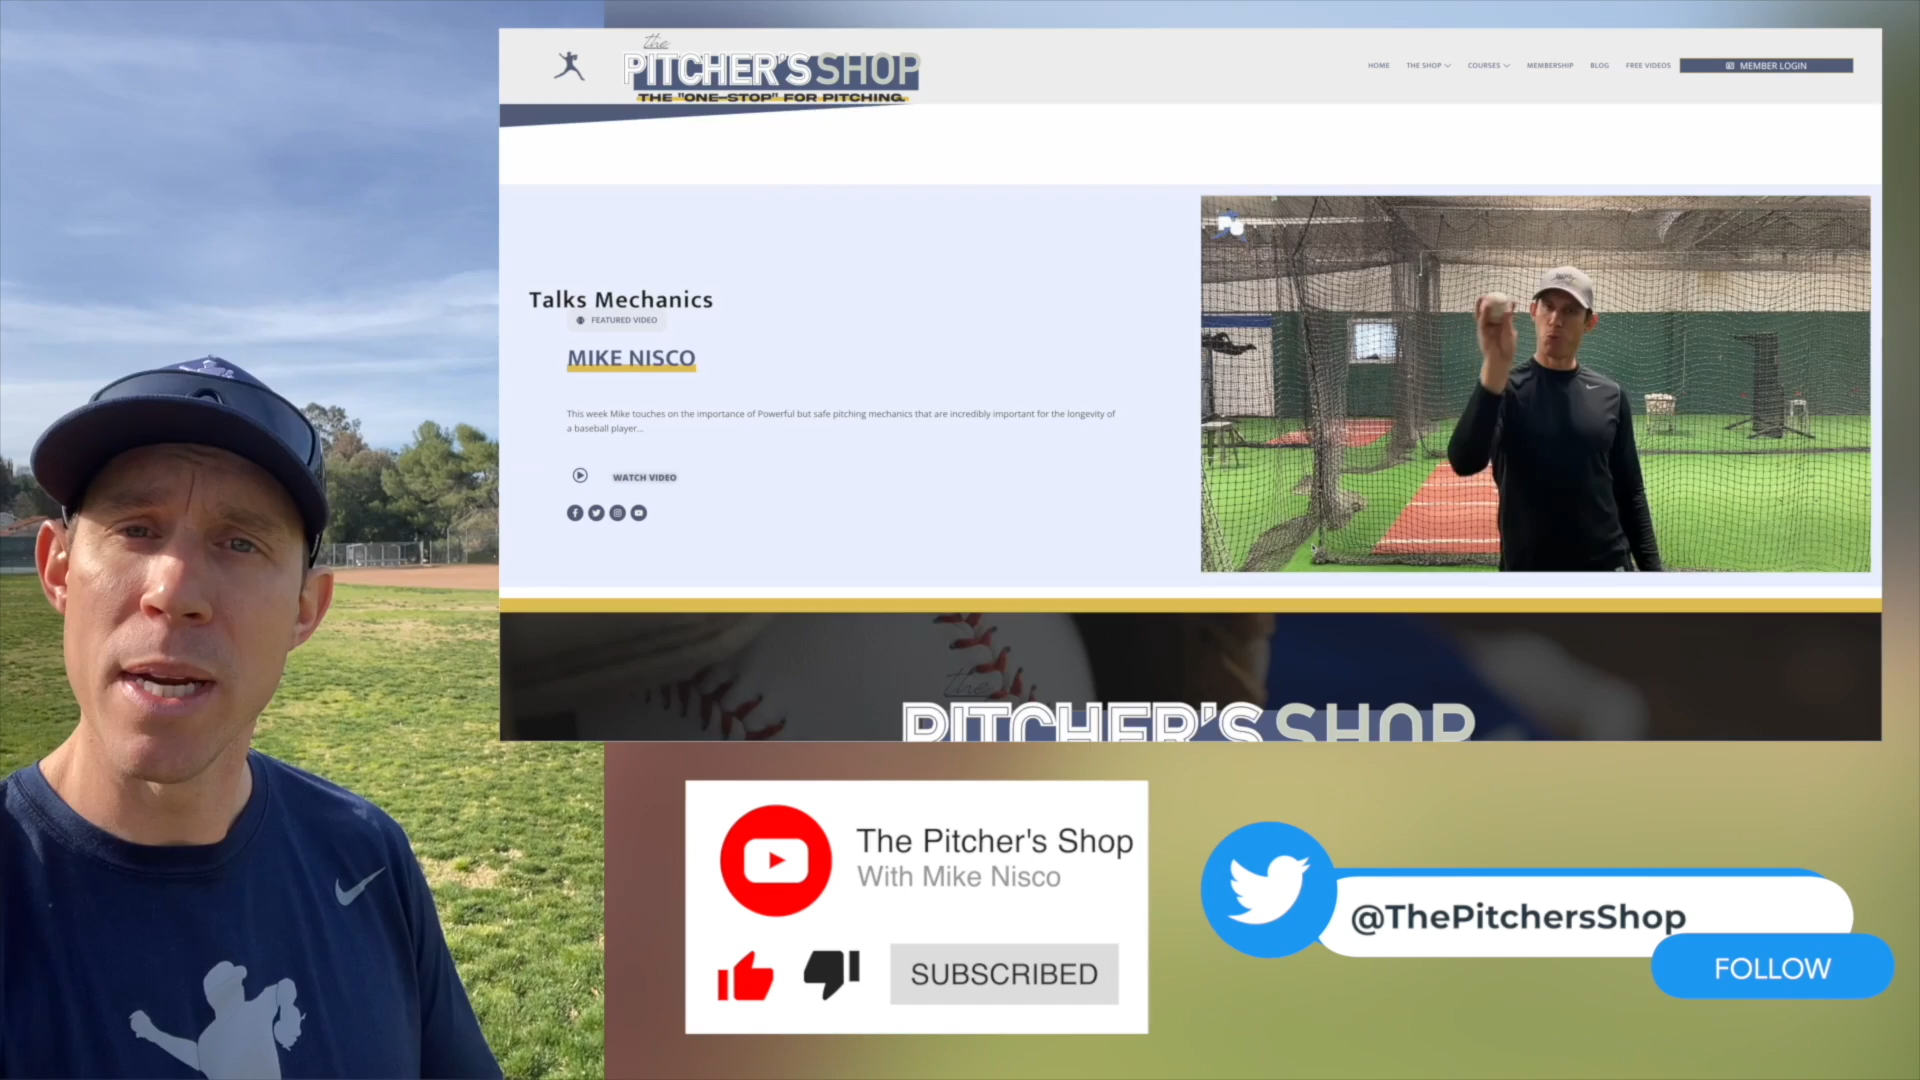 the
PITCHER'S SHOP
THE "ONE-STOP" FOR PITCHING.
HOME THE SHOP COURSES MEMBERSHIP BLOG FREE VIDEOS MEMBER LOGIN
Talks Mechanics
FEATURED VIDEO
MIKE NISCO
This week Mike touches on the importance of Powerful but safe pitching mechanics that are incredibly important for the longevity of
a baseball player...
WATCH VIDEO
the
PITCHER'S SHOP
The Pitcher's Shop
With Mike Nisco
SUBSCRIBED
@ThePitchersShop
FOLLOW